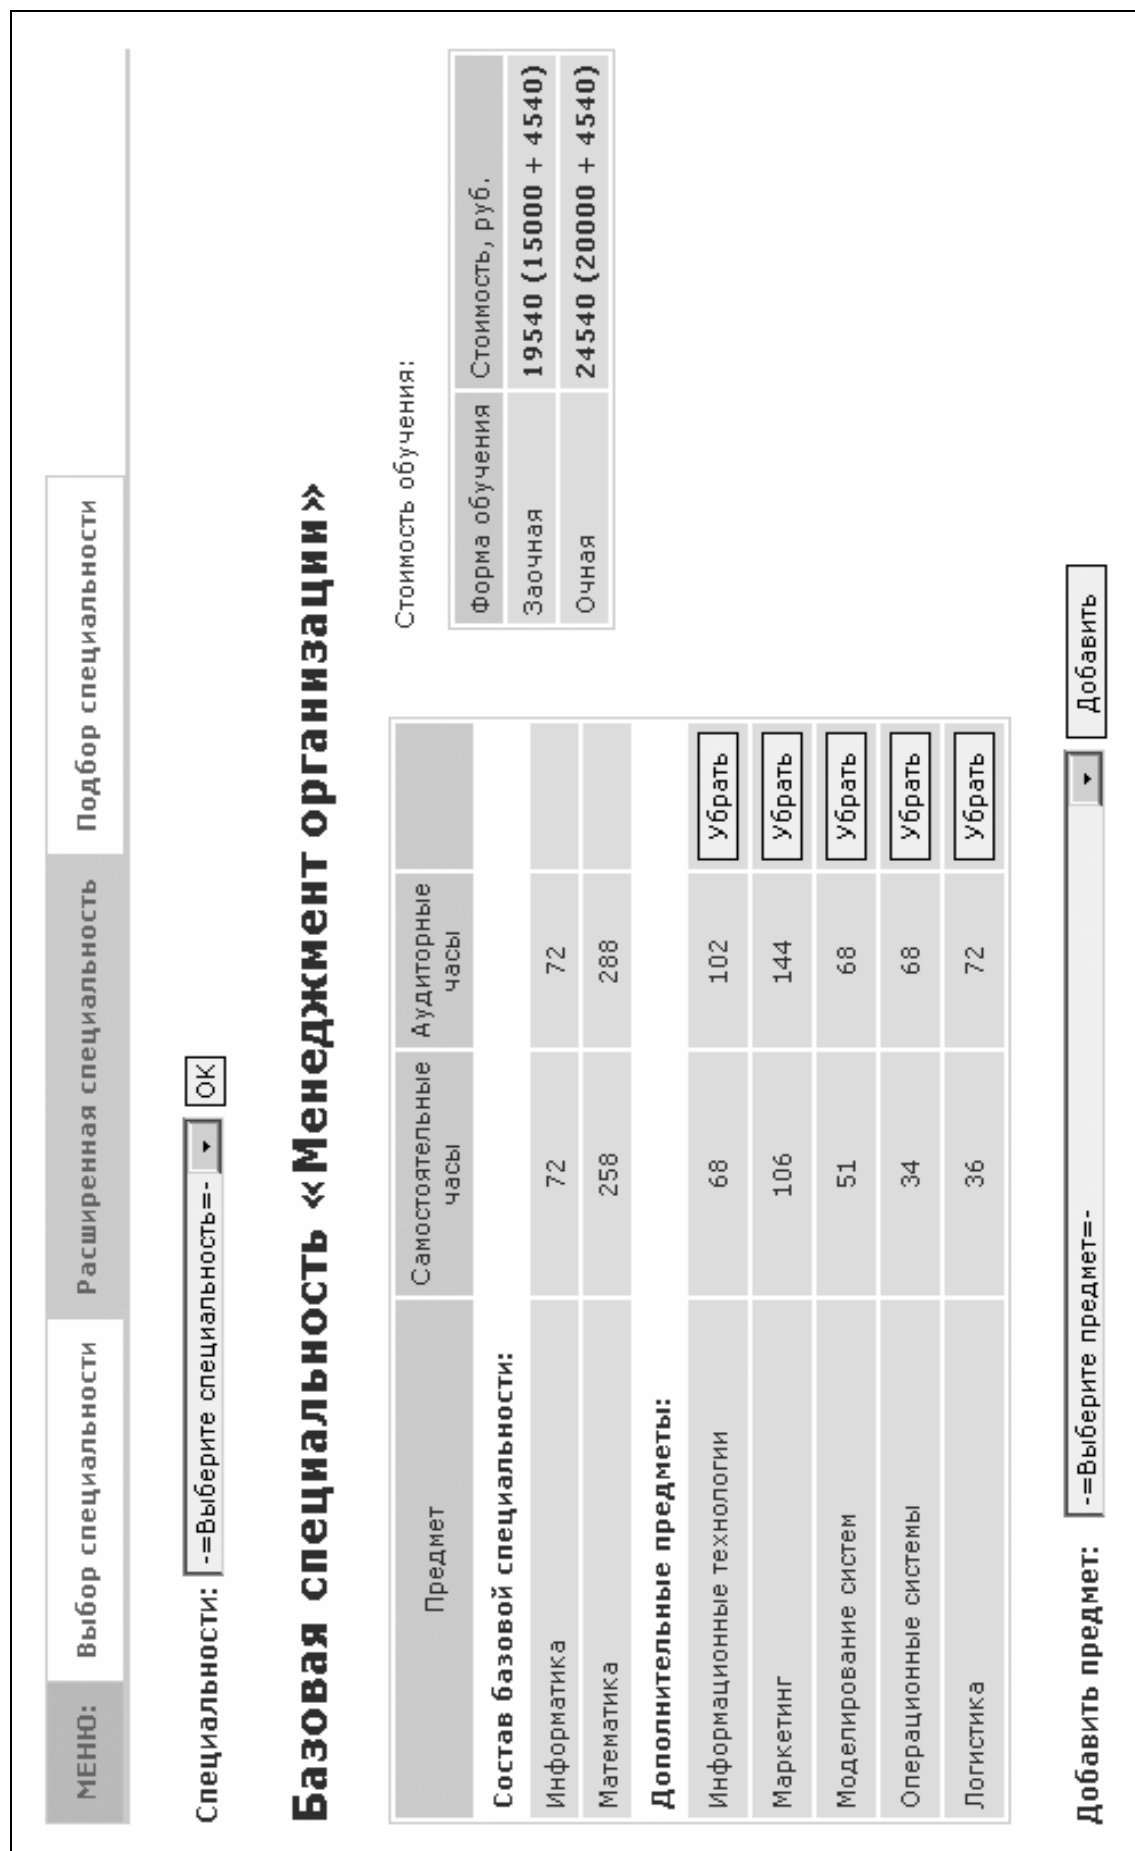 МЕНЮ: Выбор специальности Расширенная специальность Подбор специальности
Специальности: -=Выберите специальность=- OK
Базовая специальность «Менеджмент организации»
Предмет Самостоятельные часы Аудиторные часы
Состав базовой специальности:
Информатика 72 72
Математика 258 288
Дополнительные предметы:
Информационные технологии 68 102 Убрать
Маркетинг 106 144 Убрать
Моделирование систем 51 68 Убрать
Операционные системы 34 68 Убрать
Логистика 36 72 Убрать
Стоимость обучения:
Форма обучения Стоимость, руб.
Заочная 19540 (15000 + 4540)
Очная 24540 (20000 + 4540)
Добавить предмет: -=Выберите предмет=- Добавить